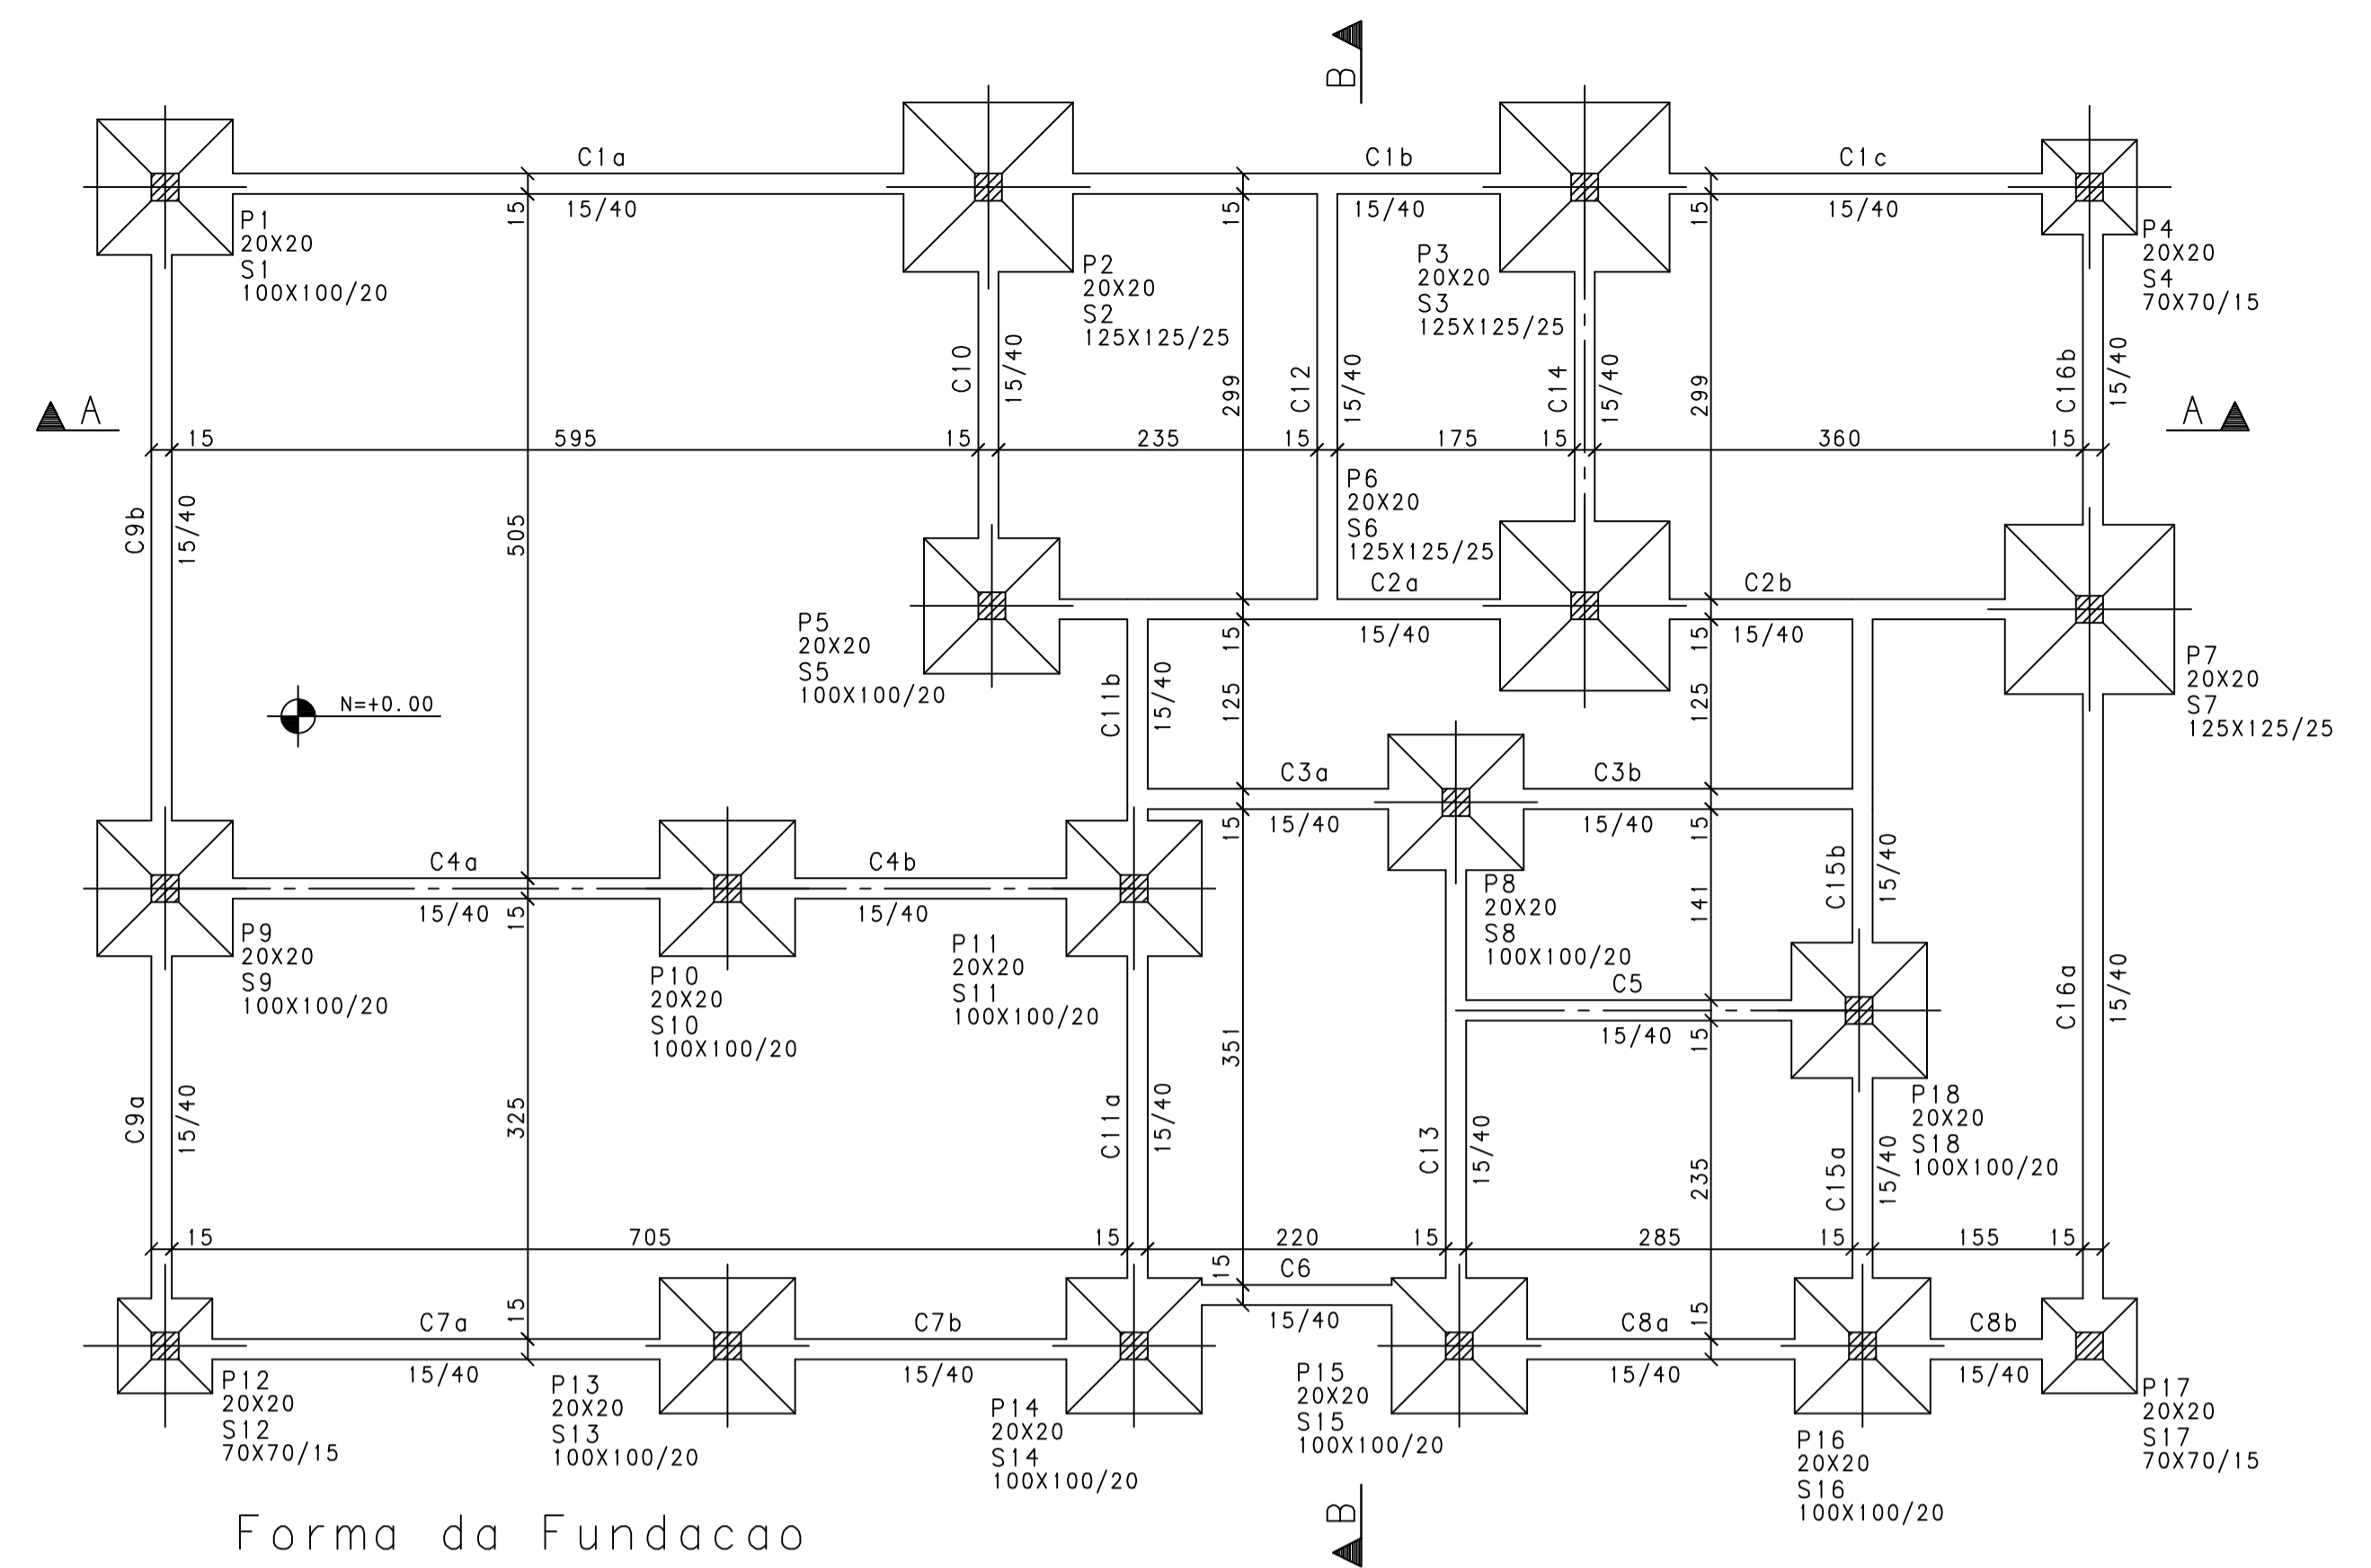 B
C1a
C1b
C1c
15
15/40
15
15/40
15
15/40
P1
20X20
S1
100X100/20
P2
20X20
S2
125X125/25
P3
20X20
S3
125X125/25
P4
20X20
S4
70X70/15
C10
15/40
299
C12
15/40
C14
15/40
299
C16b
15/40
A
A
15
595
15
235
15
175
15
360
15
C9b
15/40
505
P6
20X20
S6
125X125/25
C2a
C2b
15/40
15/40
P5
20X20
S5
100X100/20
15
15
P7
20X20
S7
125X125/25
N=+0.00
C11b
15/40
125
125
C3a
C3b
15/40
15/40
15
15
C4a
C4b
15/40
15/40
15
P9
20X20
S9
100X100/20
P10
20X20
S10
100X100/20
P11
20X20
S11
100X100/20
P8
20X20
S8
100X100/20
141
C15b
15/40
C5
15/40
15
C16a
15/40
351
C9a
15/40
325
C11a
15/40
C13
15/40
235
C15a
15/40
P18
20X20
S18
100X100/20
15
705
15
220
15
285
15
155
15
C6
15
15/40
C7a
C7b
C8a
C8b
15
15
15/40
15/40
15/40
15/40
P12
20X20
S12
70X70/15
P13
20X20
S13
100X100/20
P14
20X20
S14
100X100/20
P15
20X20
S15
100X100/20
P16
20X20
S16
100X100/20
P17
20X20
S17
70X70/15
B
Forma da Fundacao